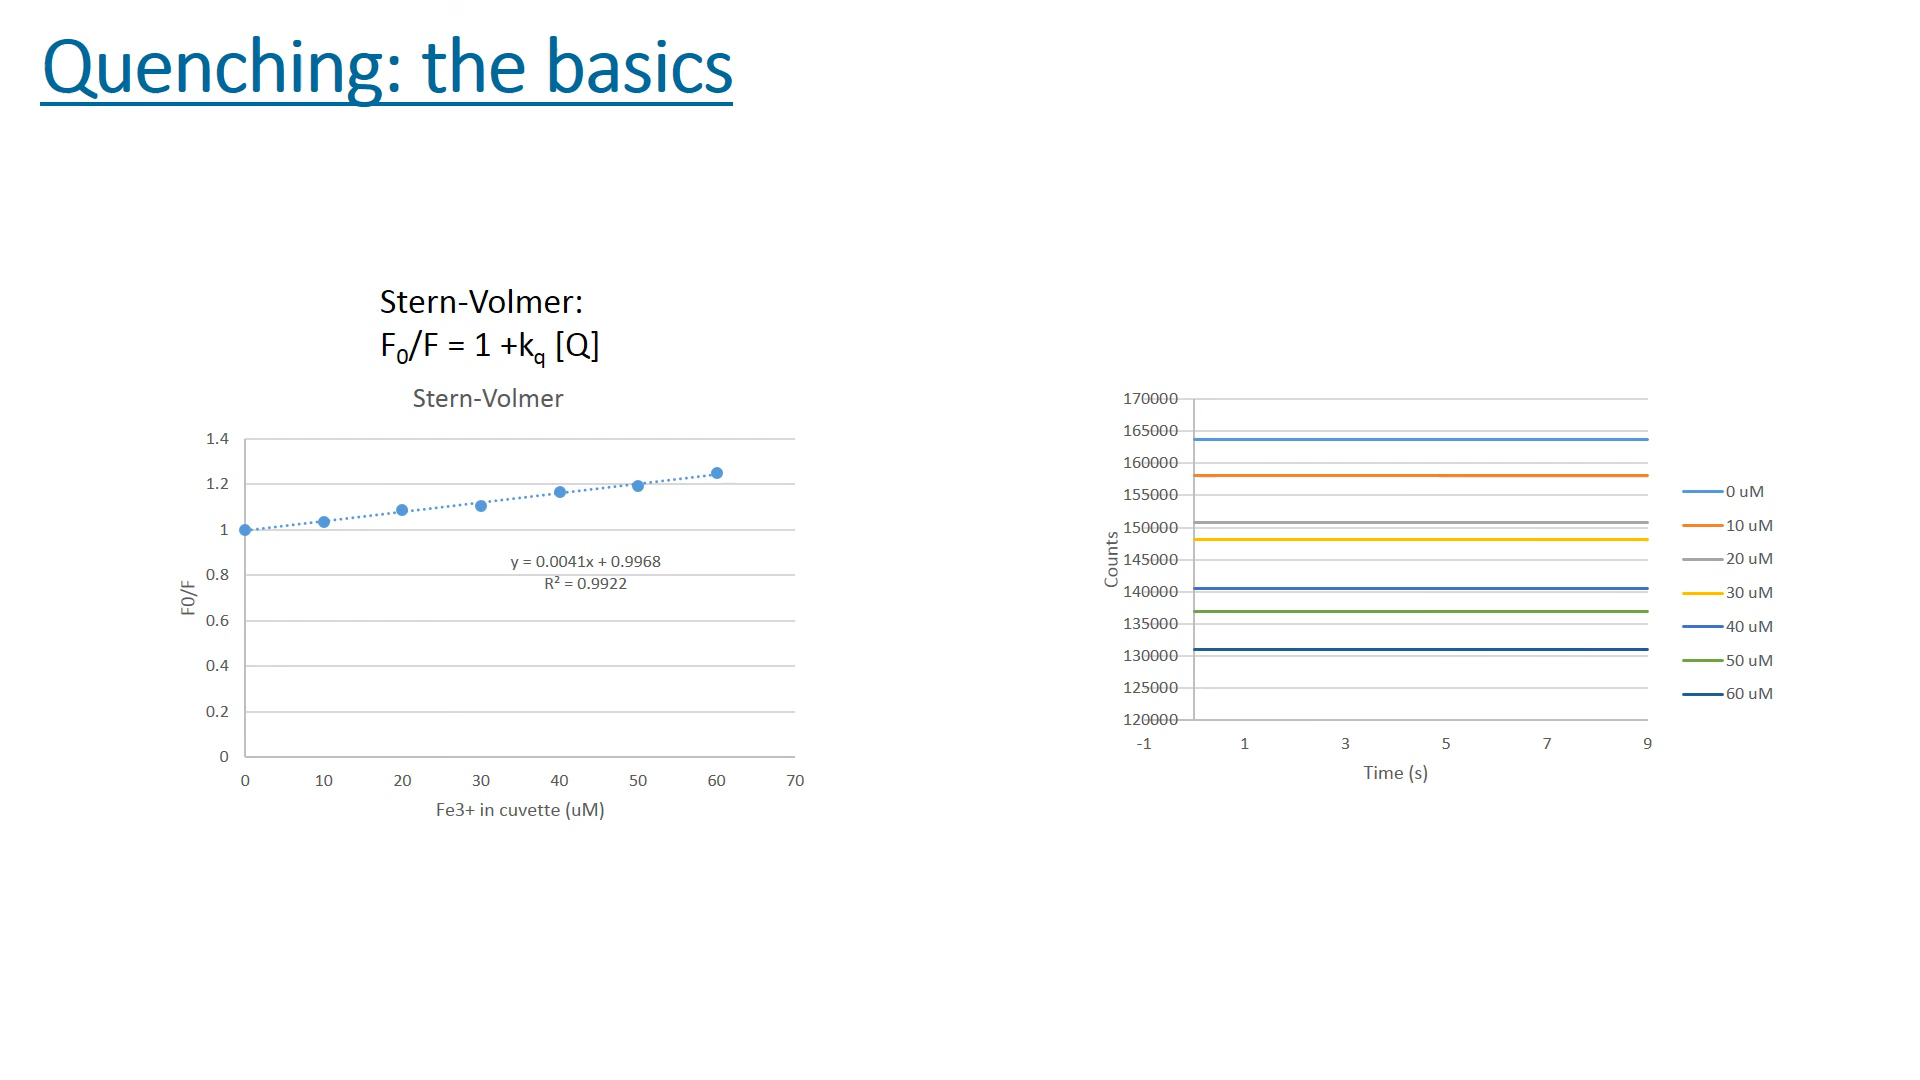 Quenching: the basics
Stern-Volmer:
F₀/F = 1 +kq [Q]
Stern-Volmer
1.4
1.2
1
0.8
0.6
0.4
0.2
0
F0/F
y = 0.0041x + 0.9968
R² = 0.9922
0 10 20 30 40 50 60 70
Fe3+ in cuvette (uM)
170000
165000
160000
155000
150000
145000
140000
135000
130000
125000
120000
Counts
-1 1 3 5 7 9
Time (s)
0 uM
10 uM
20 uM
30 uM
40 uM
50 uM
60 uM